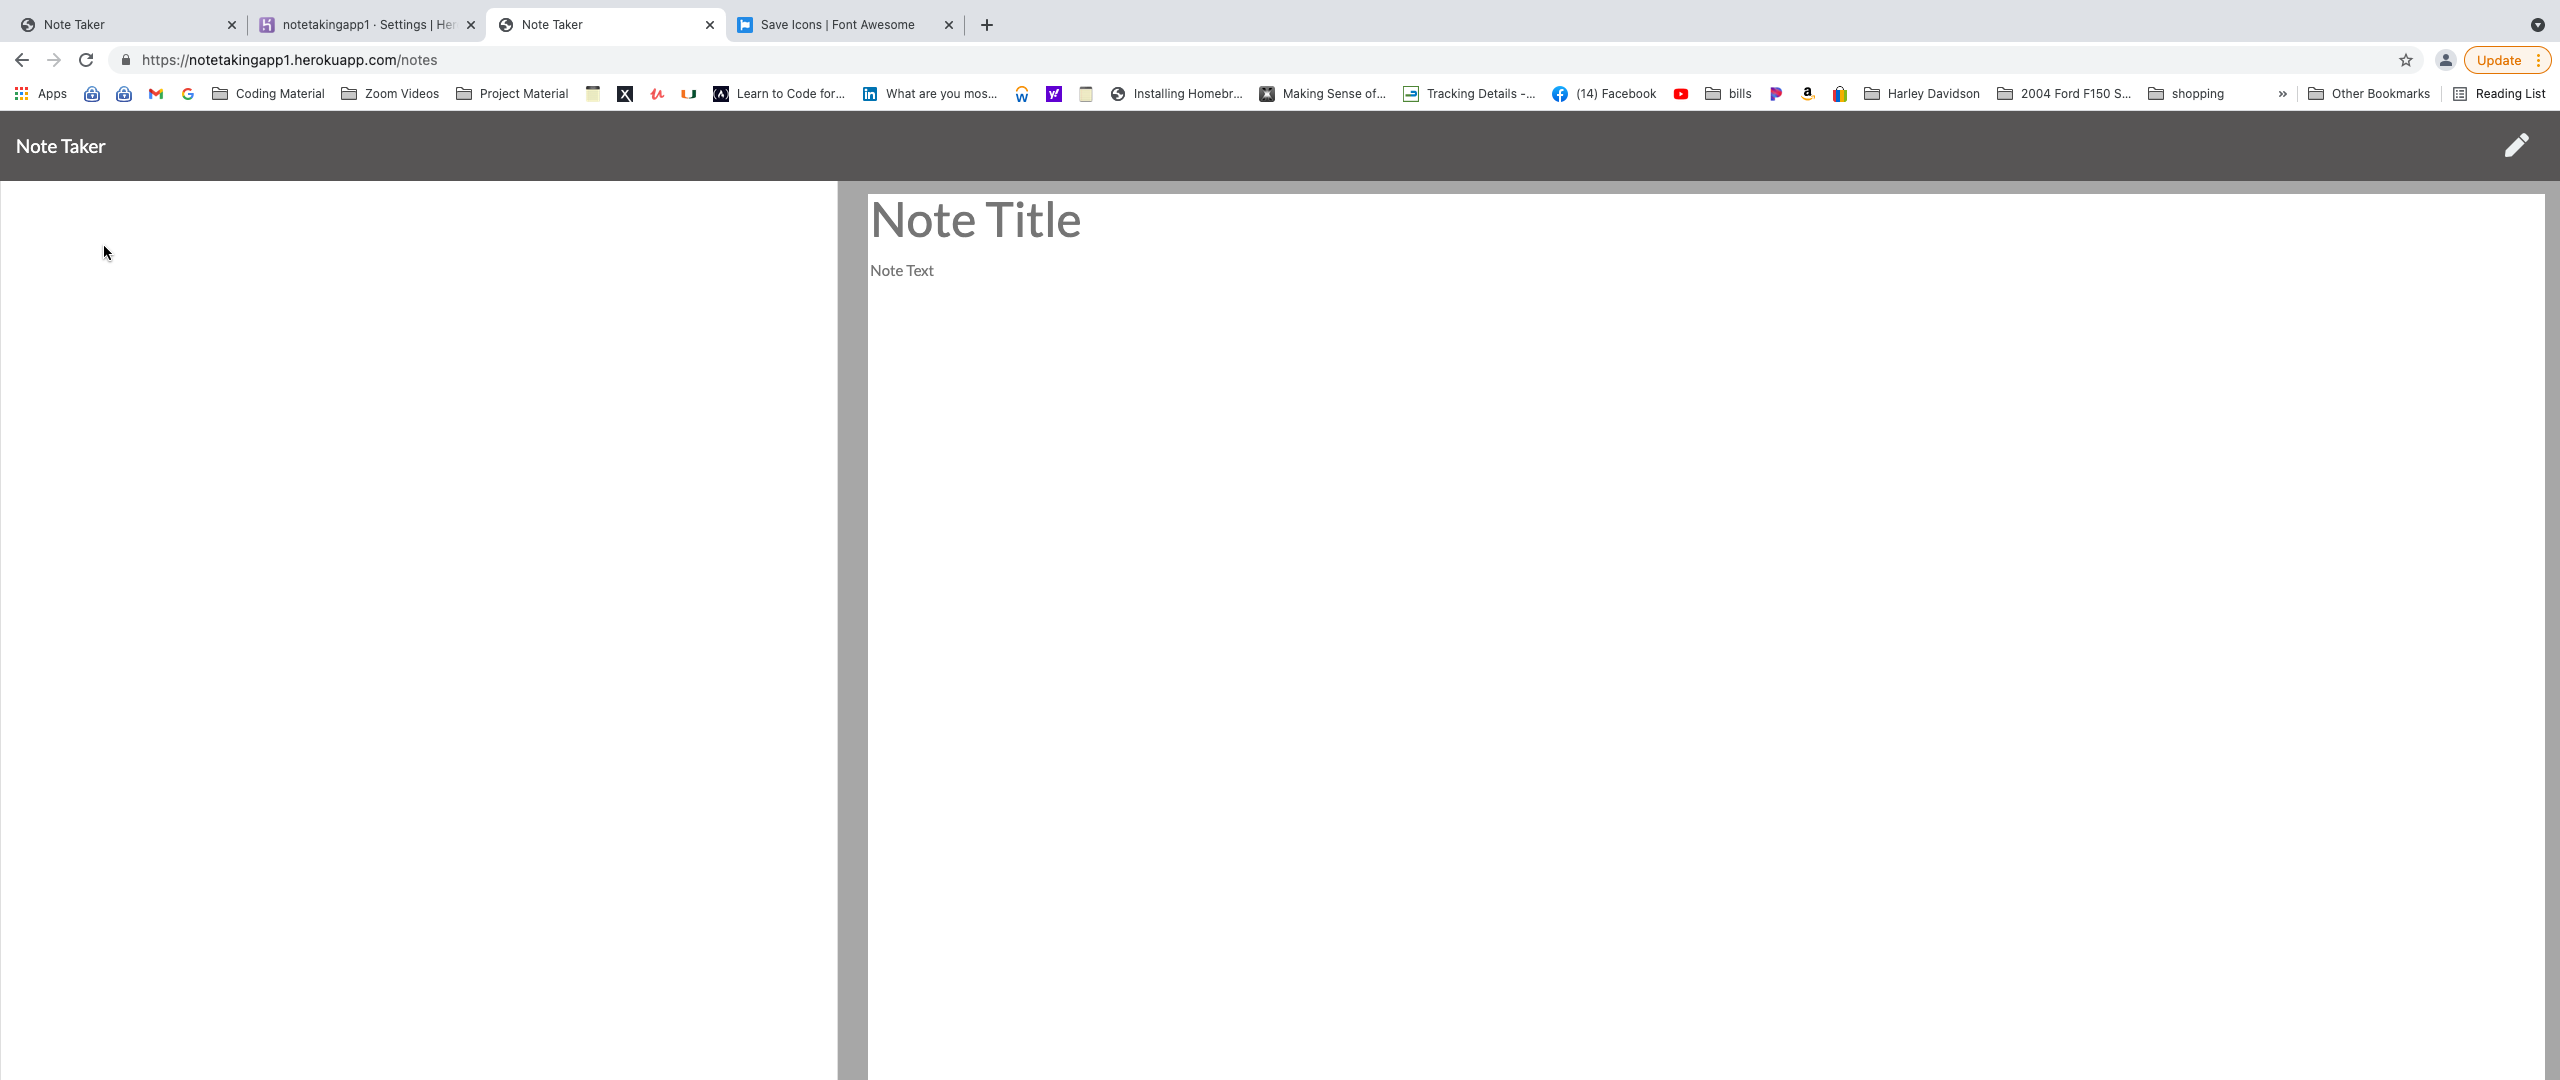 Note Taker
notetakingapp1 · Settings | Her
Note Taker
Save Icons | Font Awesome
https://notetakingapp1.herokuapp.com/notes
Update
Apps
Coding Material
Zoom Videos
Project Material
Learn to Code for...
What are you mos...
Installing Homebr...
Making Sense of...
Tracking Details -...
(14) Facebook
bills
Harley Davidson
2004 Ford F150 S...
shopping
»
Other Bookmarks
Reading List
Note Taker
Note Title
Note Text